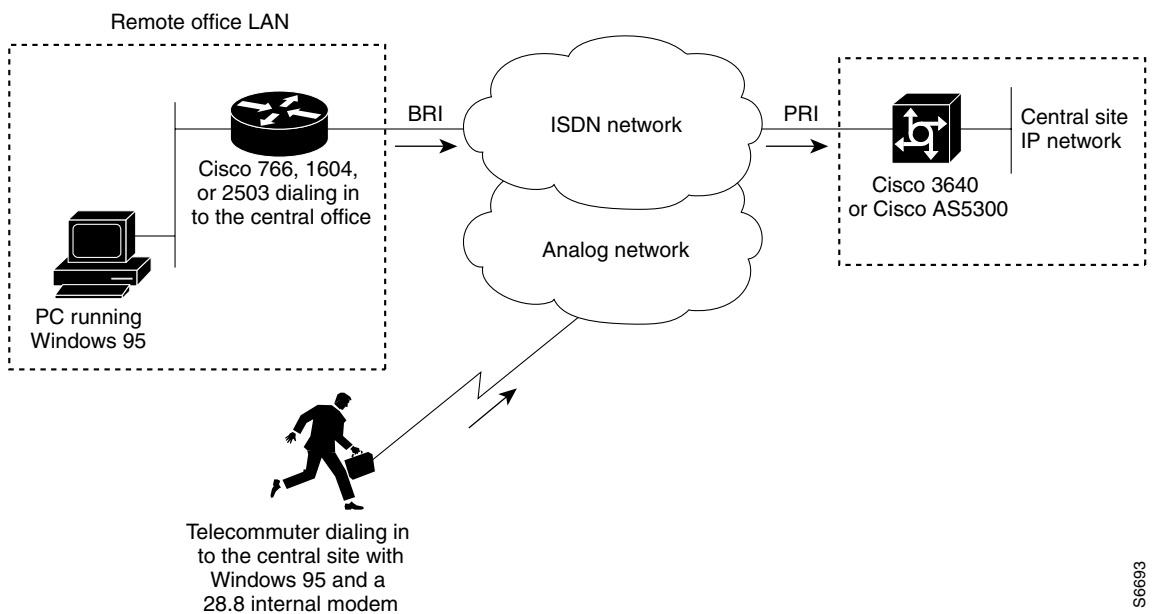 Remote office LAN
BRI
ISDN network
PRI
Central site
IP network
Cisco 766, 1604,
or 2503 dialing in
to the central office
Cisco 3640
or Cisco AS5300
Analog network
PC running
Windows 95
Telecommuter dialing in
to the central site with
Windows 95 and a
28.8 internal modem
S6693